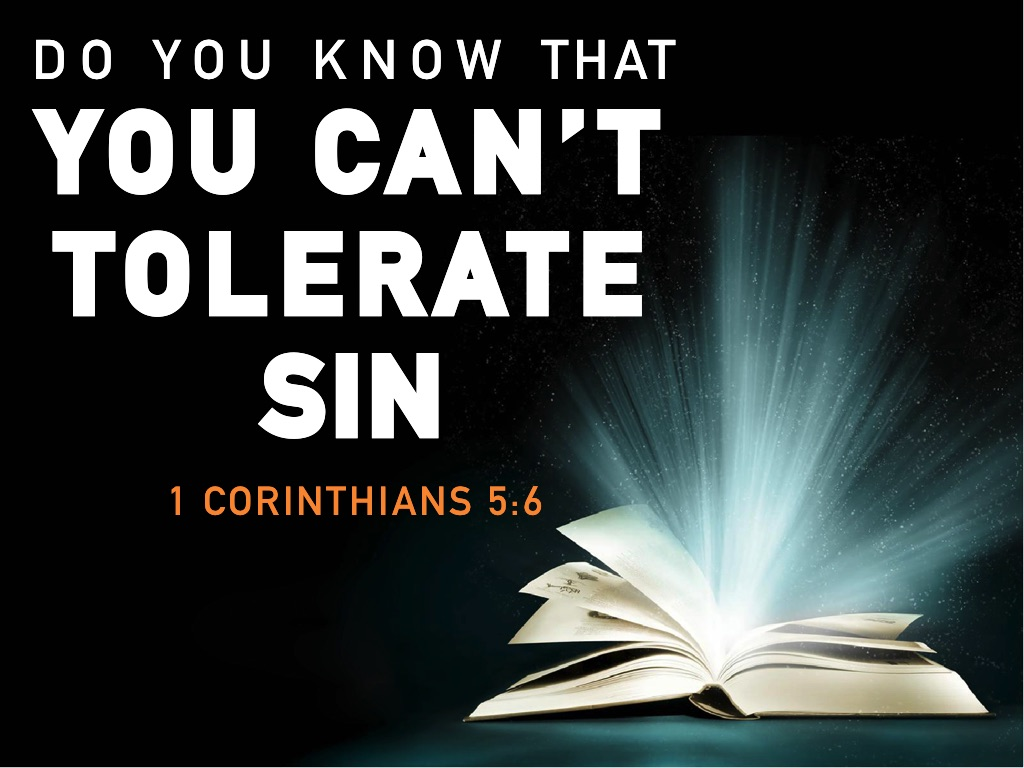 DO YOU KNOW THAT
YOU CAN'T
TOLERATE
SIN
1 CORINTHIANS 5:6